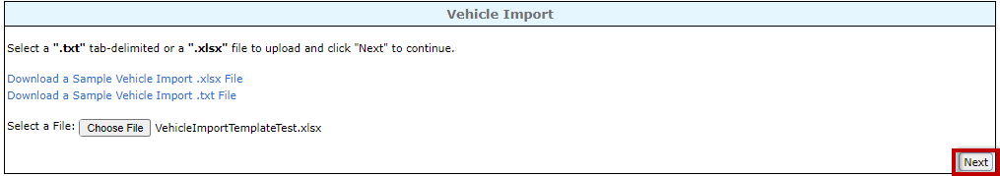 Vehicle Import
Select a ".txt" tab-delimited or a ".xlsx" file to upload and click "Next" to continue.
Download a Sample Vehicle Import .xlsx File
Download a Sample Vehicle Import .txt File
Select a File: Choose File VehicleImportTemplateTest.xlsx
Next